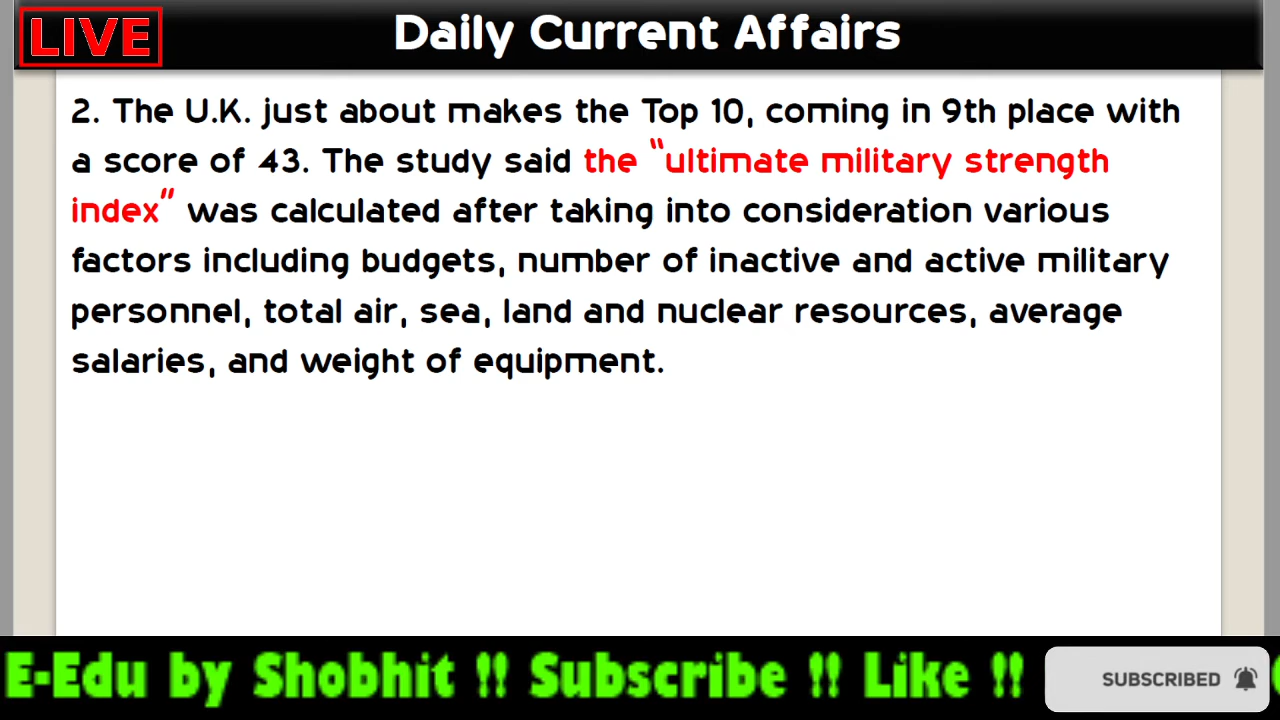 LIVE
Daily Current Affairs
2. The U.K. just about makes the Top 10, coming in 9th place with
a score of 43. The study said the “ultimate military strength
index” was calculated after taking into consideration various
factors including budgets, number of inactive and active military
personnel, total air, sea, land and nuclear resources, average
salaries, and weight of equipment.
E-Edu by Shobhit !! Subscribe !! Like !!
SUBSCRIBED